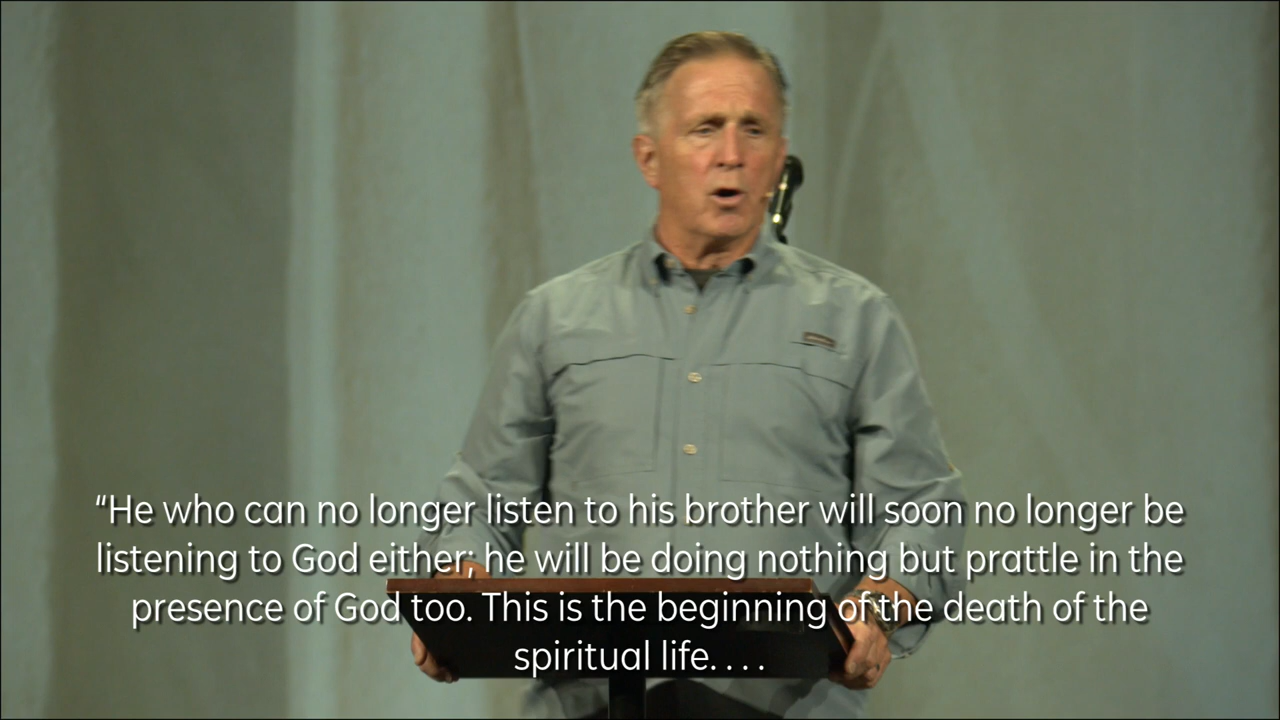 “He who can no longer listen to his brother will soon no longer be
listening to God either; he will be doing nothing but prattle in the
presence of God too. This is the beginning of the death of the
spiritual life. . . .